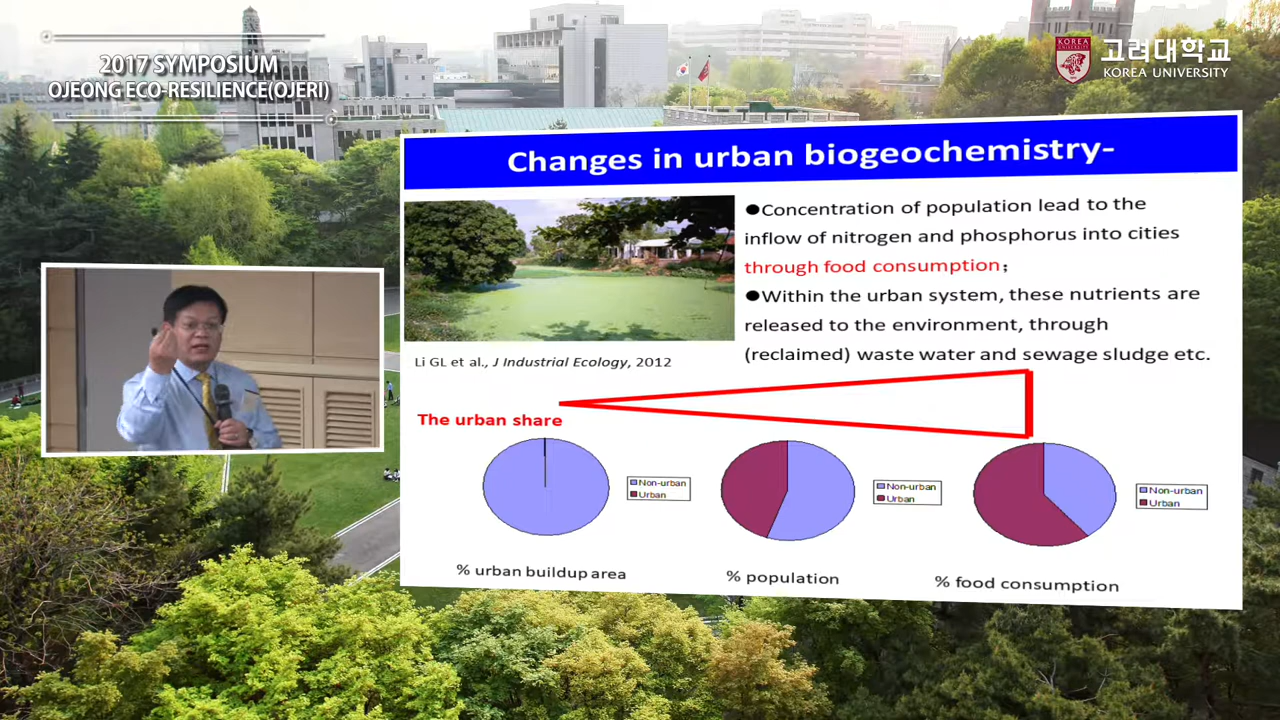 2017 SYMPOSIUM
OJEONG ECO-RESILIENCE(OJERI)
KOREA
UNIVERSITY
고려대학교
KOREA UNIVERSITY
Changes in urban biogeochemistry-
●Concentration of population lead to the
inflow of nitrogen and phosphorus into cities
through food consumption;
●Within the urban system, these nutrients are
released to the environment, through
(reclaimed) waste water and sewage sludge etc.
Li GL et al., J Industrial Ecology, 2012
The urban share
Non-urban
Urban
Non-urban
Urban
Non-urban
Urban
% urban buildup area
% population
% food consumption